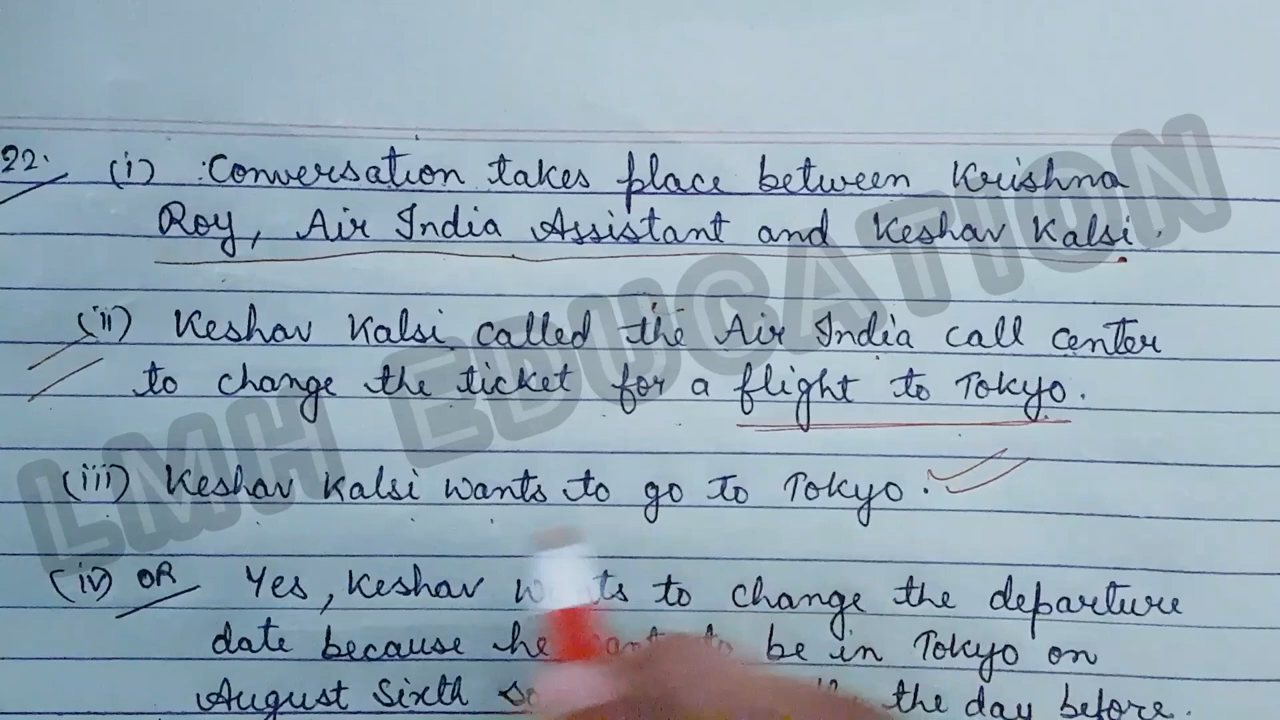 22. (i) Conversation takes place between Krishna
Roy, Air India Assistant and Keshav Kalsi.
(ii) Keshav Kalsi called the Air India call center
to change the ticket for a flight to Tokyo.
(iii) Keshav Kalsi wants to go to Tokyo.
(iv) OR Yes, Keshav wants to change the departure
date because he to be in Tokyo on
August Sixth the day before.
LMH EDUCATION